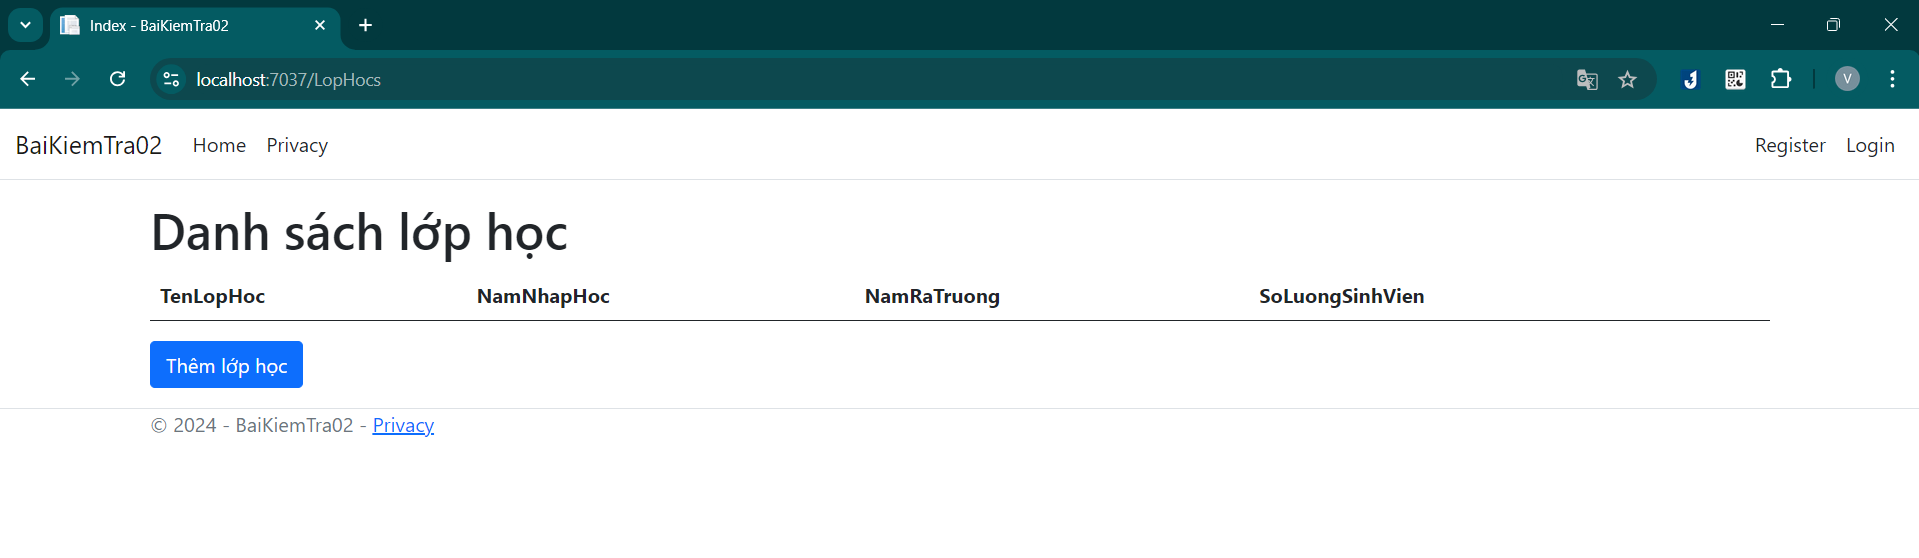 Index - BaiKiemTra02
localhost:7037/LopHocs
V
BaiKiemTra02 Home Privacy Register Login
Danh sách lớp học
TenLopHoc NamNhapHoc NamRaTruong SoLuongSinhVien
Thêm lớp học
© 2024 - BaiKiemTra02 - Privacy